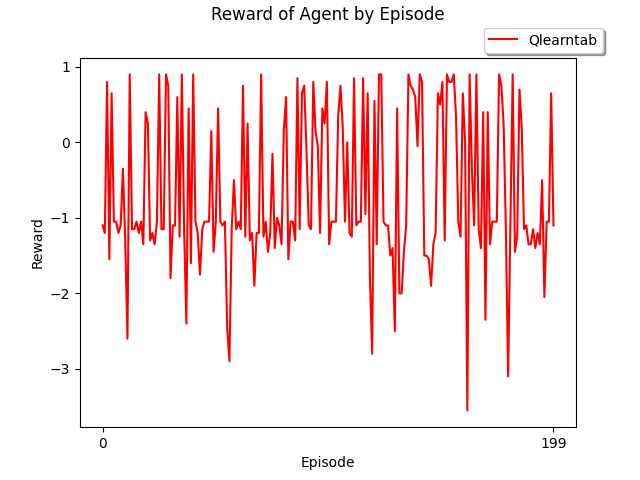 Reward of Agent by Episode
Qlearntab
1
0
−1
−2
−3
Reward
0
199
Episode